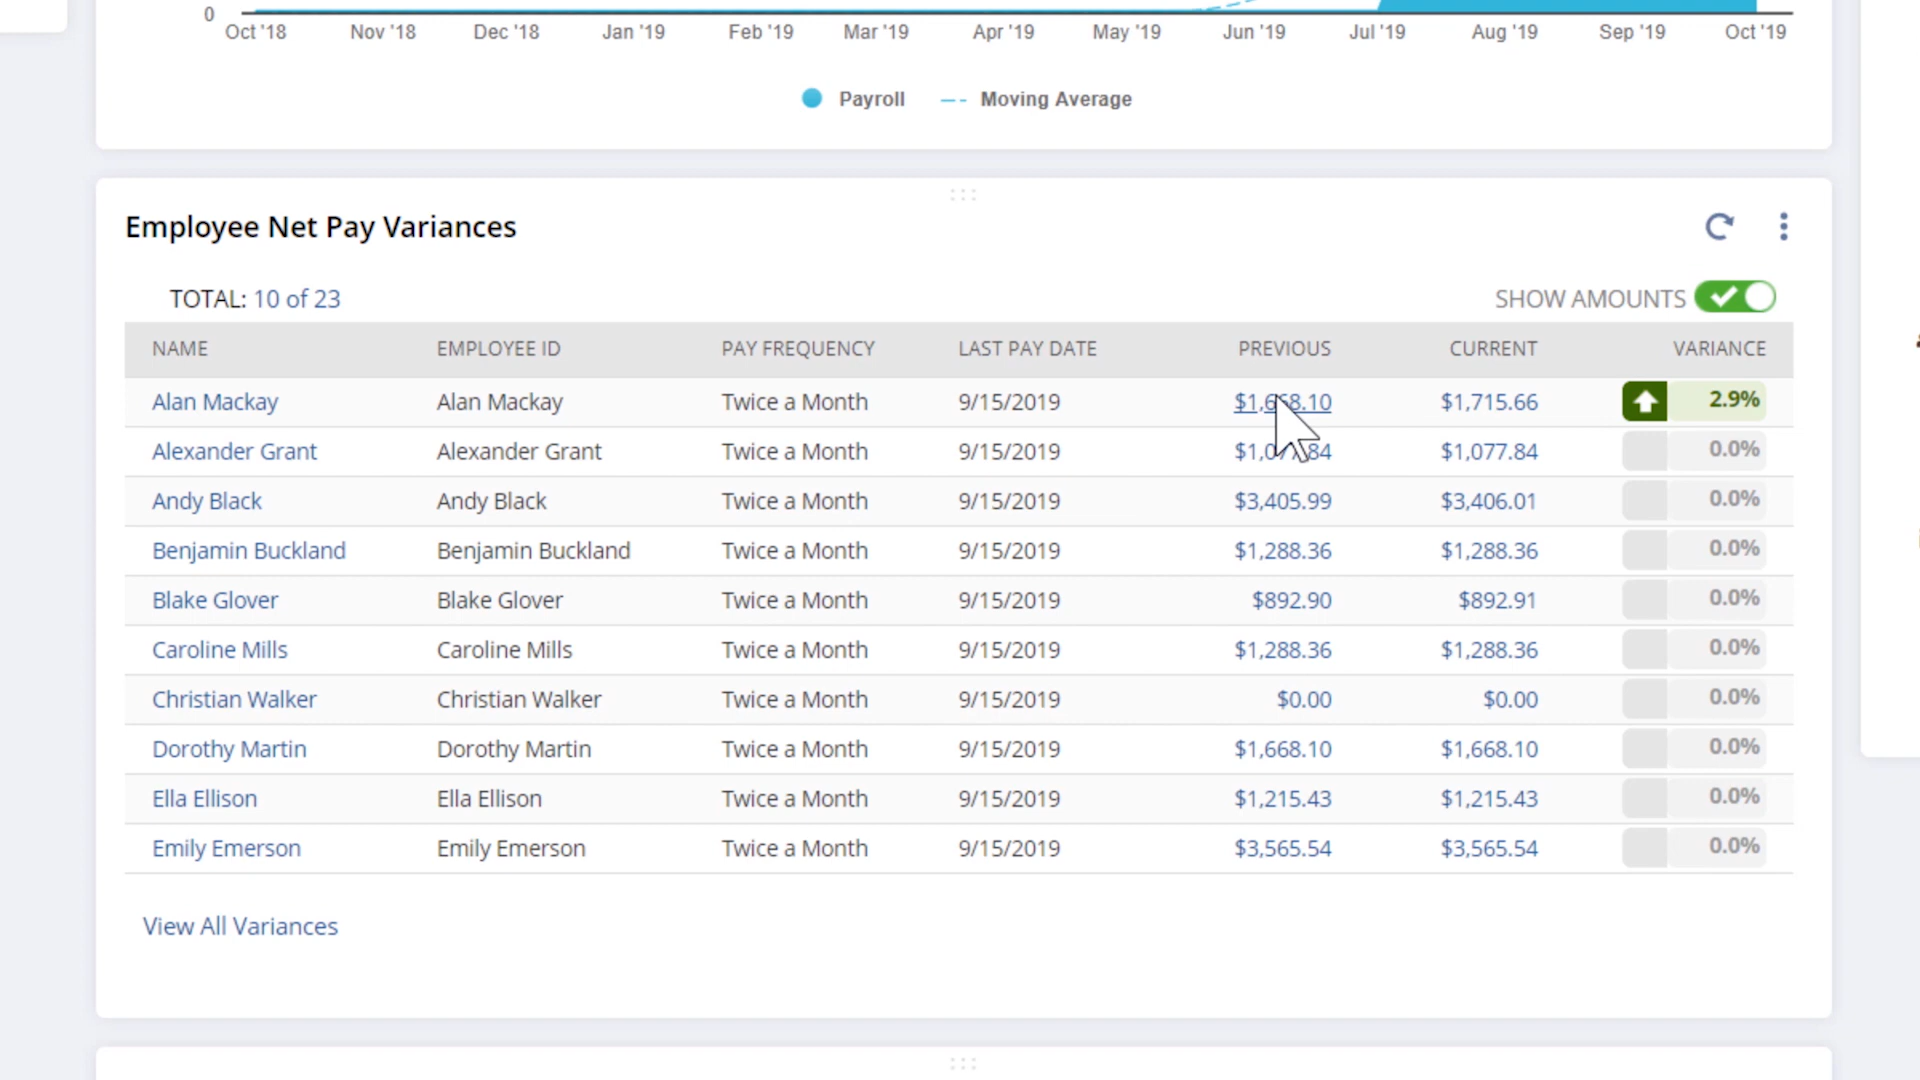 0
Oct '18 Nov '18 Dec '18 Jan '19 Feb '19 Mar '19 Apr '19 May '19 Jun '19 Jul '19 Aug '19 Sep '19 Oct '19
Payroll Moving Average
Employee Net Pay Variances
TOTAL: 10 of 23 SHOW AMOUNTS
NAME EMPLOYEE ID PAY FREQUENCY LAST PAY DATE PREVIOUS CURRENT VARIANCE
Alan Mackay Alan Mackay Twice a Month 9/15/2019 $1,668.10 $1,715.66 2.9%
Alexander Grant Alexander Grant Twice a Month 9/15/2019 $1,077.84 $1,077.84 0.0%
Andy Black Andy Black Twice a Month 9/15/2019 $3,405.99 $3,406.01 0.0%
Benjamin Buckland Benjamin Buckland Twice a Month 9/15/2019 $1,288.36 $1,288.36 0.0%
Blake Glover Blake Glover Twice a Month 9/15/2019 $892.90 $892.91 0.0%
Caroline Mills Caroline Mills Twice a Month 9/15/2019 $1,288.36 $1,288.36 0.0%
Christian Walker Christian Walker Twice a Month 9/15/2019 $0.00 $0.00 0.0%
Dorothy Martin Dorothy Martin Twice a Month 9/15/2019 $1,668.10 $1,668.10 0.0%
Ella Ellison Ella Ellison Twice a Month 9/15/2019 $1,215.43 $1,215.43 0.0%
Emily Emerson Emily Emerson Twice a Month 9/15/2019 $3,565.54 $3,565.54 0.0%
View All Variances